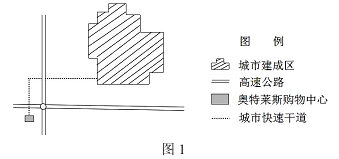 图 例
城市建成区
高速公路
奥特莱斯购物中心
城市快速干道
图 1